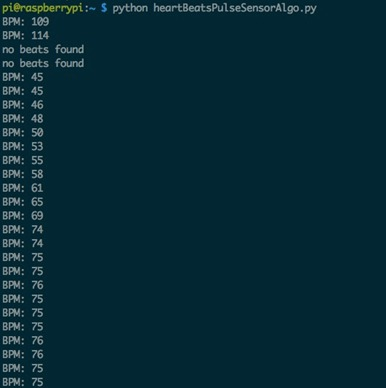 pi@raspberrypi:~ $ python heartBeatsPulseSensorAlgo.py
BPM: 109
BPM: 114
no beats found
no beats found
BPM: 45
BPM: 45
BPM: 46
BPM: 48
BPM: 50
BPM: 53
BPM: 55
BPM: 58
BPM: 61
BPM: 65
BPM: 69
BPM: 74
BPM: 74
BPM: 75
BPM: 75
BPM: 76
BPM: 75
BPM: 75
BPM: 75
BPM: 76
BPM: 76
BPM: 75
BPM: 75